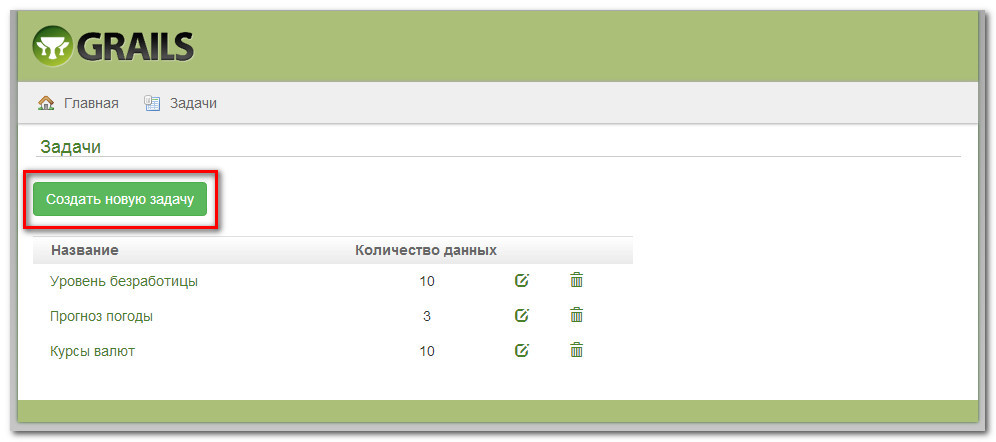 GRAILS
Главная Задачи
Задачи
Создать новую задачу
Название Количество данных
Уровень безработицы 10
Прогноз погоды 3
Курсы валют 10